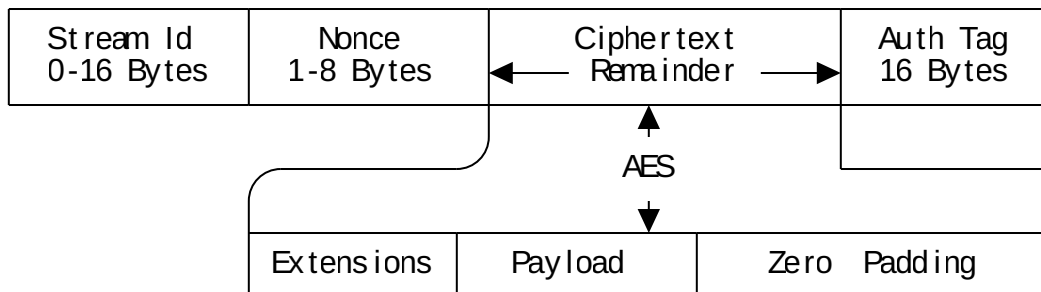 Stream Id
0-16 Bytes
Nonce
1-8 Bytes
Ciphertext
Remainder
Auth Tag
16 Bytes
AES
Extensions
Payload
Zero Padding